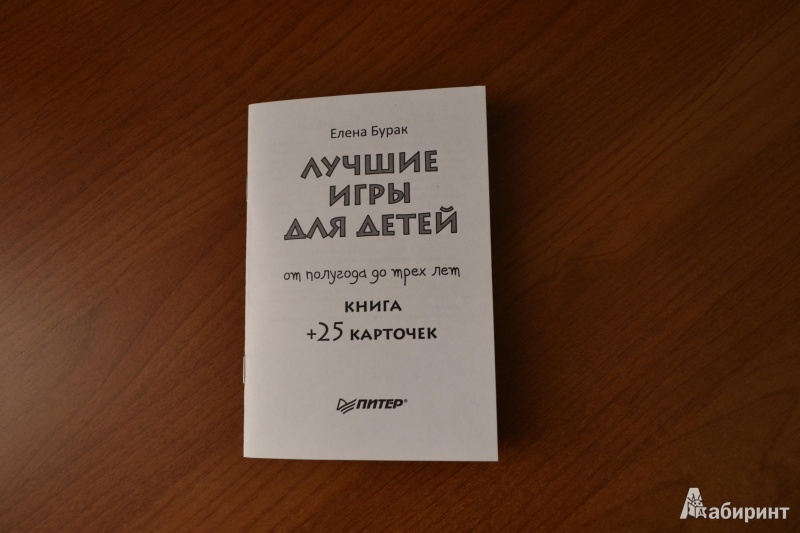 Елена Бурак
ЛУЧШИЕ
ИГРЫ
ДЛЯ ДЕТЕЙ
от полугода до трех лет
КНИГА
+25 КАРТОЧЕК
ПИТЕР®
Лабиринт